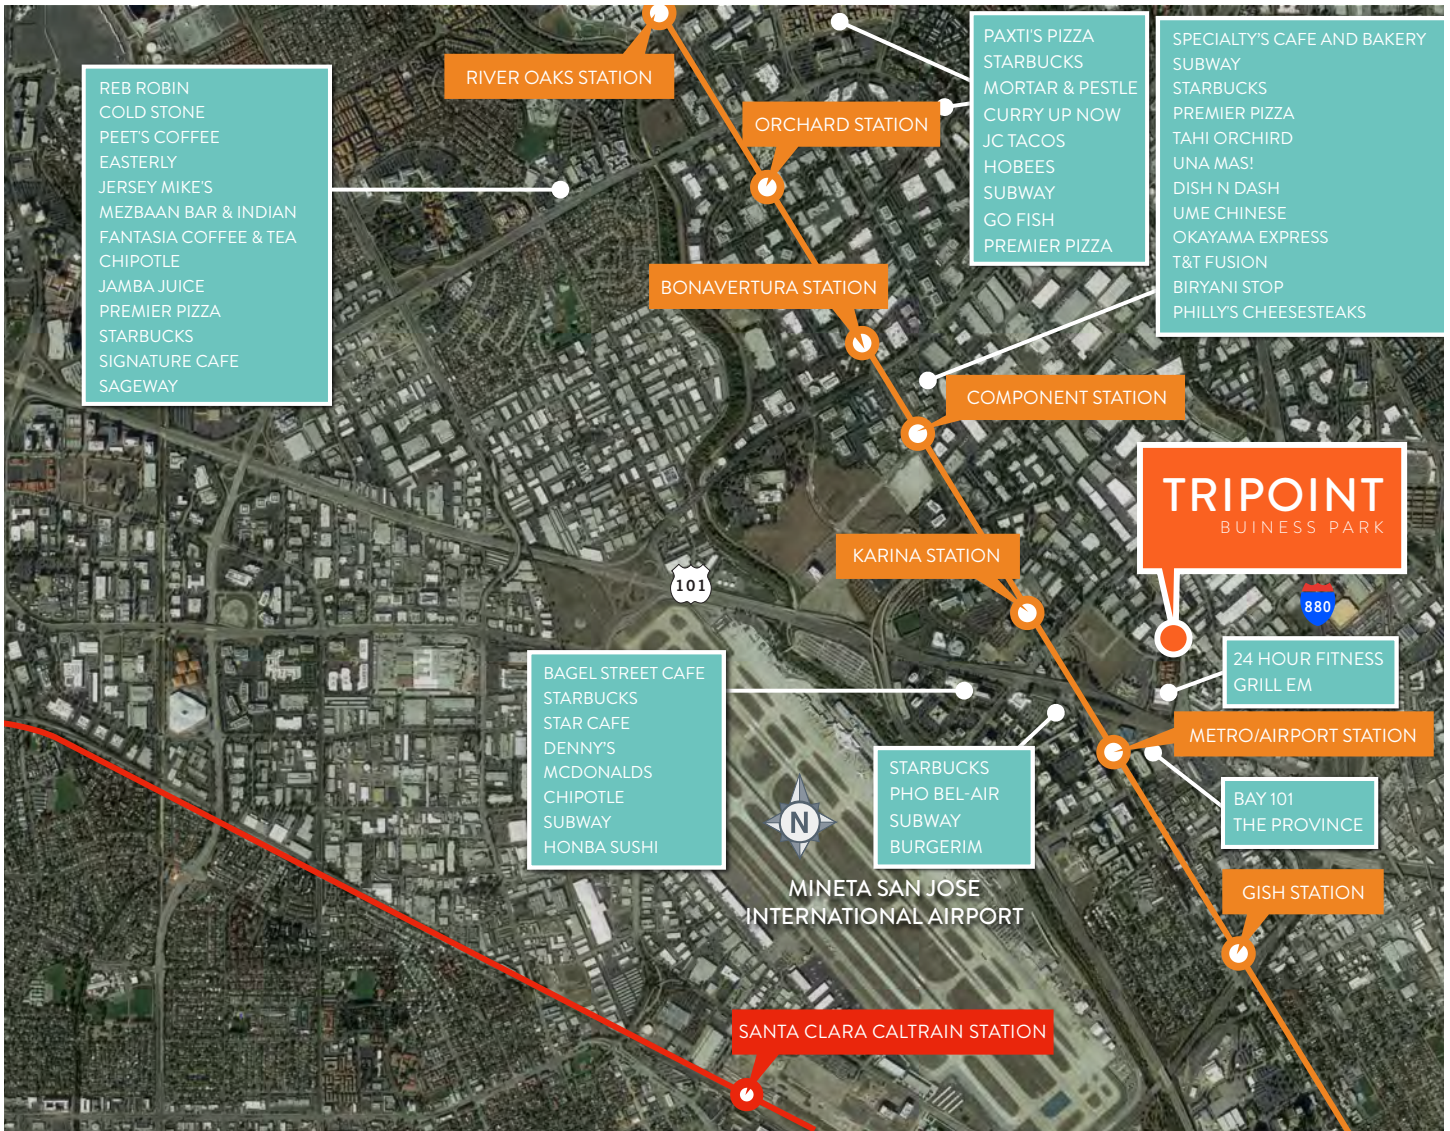 RIVER OAKS STATION
REB ROBIN
COLD STONE
PEET'S COFFEE
EASTERLY
JERSEY MIKE'S
MEZBAAN BAR & INDIAN
FANTASIA COFFEE & TEA
CHIPOTLE
JAMBA JUICE
PREMIER PIZZA
STARBUCKS
SIGNATURE CAFE
SAGEWAY
ORCHARD STATION
PAXTI'S PIZZA
STARBUCKS
MORTAR & PESTLE
CURRY UP NOW
JC TACOS
HOBEES
SUBWAY
GO FISH
PREMIER PIZZA
SPECIALTY'S CAFE AND BAKERY
SUBWAY
STARBUCKS
PREMIER PIZZA
TAHI ORCHIRD
UNA MAS!
DISH N DASH
UME CHINESE
OKAYAMA EXPRESS
T&T FUSION
BIRYANI STOP
PHILLY'S CHEESESTEAKS
BONAVERTURA STATION
COMPONENT STATION
TRIPOINT
BUINESS PARK
KARINA STATION
101
880
24 HOUR FITNESS
GRILL EM
BAGEL STREET CAFE
STARBUCKS
STAR CAFE
DENNY'S
MCDONALDS
CHIPOTLE
SUBWAY
HONBA SUSHI
METRO/AIRPORT STATION
STARBUCKS
PHO BEL-AIR
SUBWAY
BURGERIM
BAY 101
THE PROVINCE
N
MINETA SAN JOSE
INTERNATIONAL AIRPORT
GISH STATION
SANTA CLARA CALTRAIN STATION